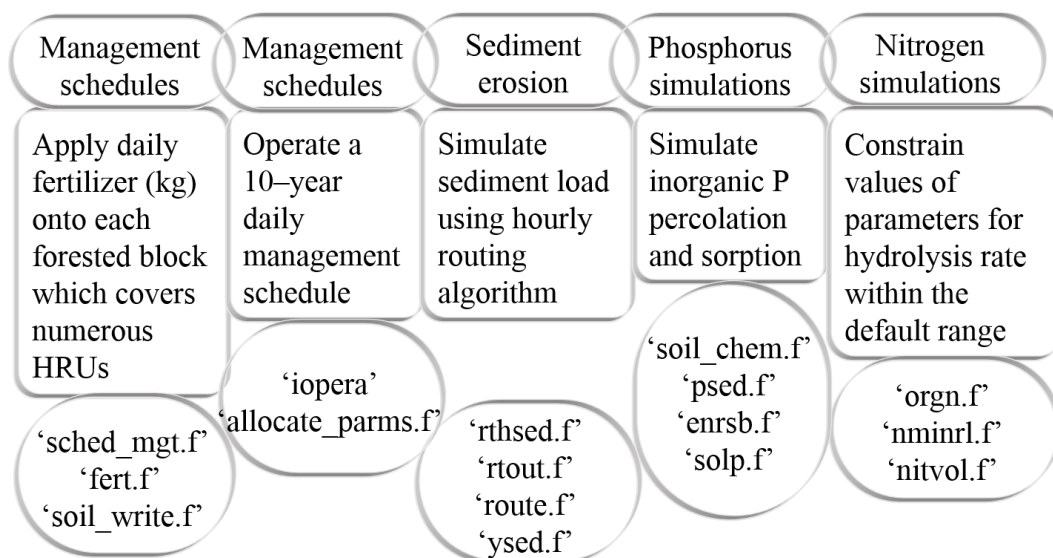 Management
schedules
Management
schedules
Sediment
erosion
Phosphorus
simulations
Nitrogen
simulations
Apply daily
fertilizer (kg)
onto each
forested block
which covers
numerous
HRUs
Operate a
10–year
daily
management
schedule
Simulate
sediment load
using hourly
routing
algorithm
Simulate
inorganic P
percolation
and sorption
Constrain
values of
parameters for
hydrolysis rate
within the
default range
‘sched_mgt.f’
‘fert.f’
‘soil_write.f’
‘iopera’
‘allocate_parms.f’
‘rthsed.f’
‘rtout.f’
‘route.f’
‘ysed.f’
‘soil_chem.f’
‘psed.f’
‘enrsb.f’
‘solp.f’
‘orgn.f’
‘nminrl.f’
‘nitvol.f’